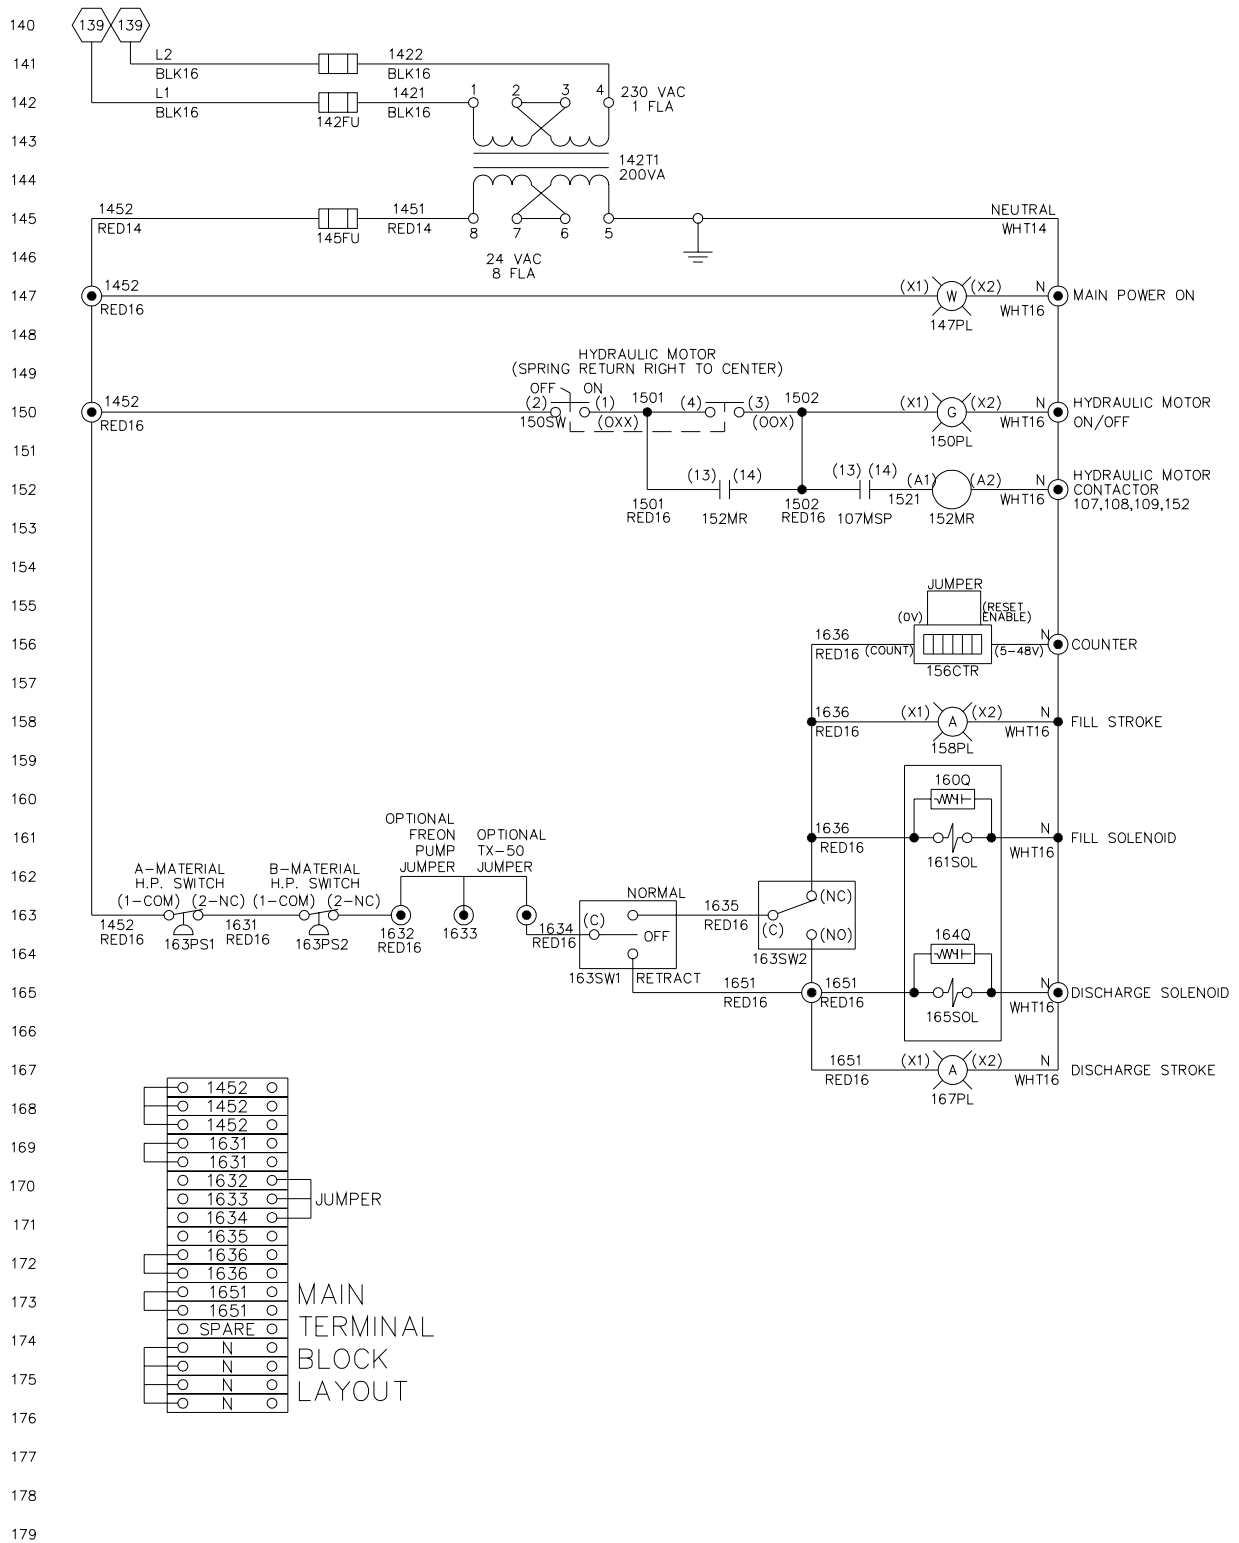 140
139 139
141
L2
BLK16
1422
BLK16
142
L1
BLK16
142FU
1421
BLK16
1 2 3 4
230 VAC
1 FLA
143
142T1
200VA
144
145
1452
RED14
145FU
1451
RED14
8 7 6 5
NEUTRAL
WHT14
146
24 VAC
8 FLA
147
1452
RED16
(X1) W (X2)
147PL
N
WHT16
MAIN POWER ON
148
149
HYDRAULIC MOTOR
(SPRING RETURN RIGHT TO CENTER)
OFF ON
150
1452
RED16
(2) (1)
150SW
(OXX)
1501
(4) (3)
(OOX)
1502
(X1) G (X2)
150PL
N
WHT16
HYDRAULIC MOTOR
ON/OFF
151
152
1501
RED16
(13) (14)
152MR
1502
RED16
(13) (14)
107MSP
1521
(A1) (A2)
152MR
N
WHT16
HYDRAULIC MOTOR
CONTACTOR
107,108,109,152
153
154
155
JUMPER
(0V)
(RESET
ENABLE)
156
1636
RED16
(COUNT)
(5-48V)
156CTR
N
COUNTER
157
158
1636
RED16
(X1) A (X2)
158PL
N
WHT16
FILL STROKE
159
160
160Q
161
1636
RED16
161SOL
N
WHT16
FILL SOLENOID
OPTIONAL
FREON
PUMP
JUMPER
OPTIONAL
TX-50
JUMPER
162
A-MATERIAL
H.P. SWITCH
(1-COM) (2-NC)
B-MATERIAL
H.P. SWITCH
(1-COM) (2-NC)
163
1452
RED16
163PS1
1631
RED16
163PS2
1632
RED16
1633
1634
RED16
NORMAL
(C)
OFF
163SW1
RETRACT
1635
RED16
(NC)
(C)
(NO)
163SW2
164
164Q
165
1651
RED16
1651
RED16
165SOL
N
WHT16
DISCHARGE SOLENOID
166
167
1651
RED16
(X1) A (X2)
167PL
N
WHT16
DISCHARGE STROKE
1452
168
1452
1452
169
1631
1631
170
1632
1633
JUMPER
1634
171
1635
1636
172
1636
1651
173
1651
SPARE
174
N
N
175
N
N
MAIN
TERMINAL
BLOCK
LAYOUT
176
177
178
179